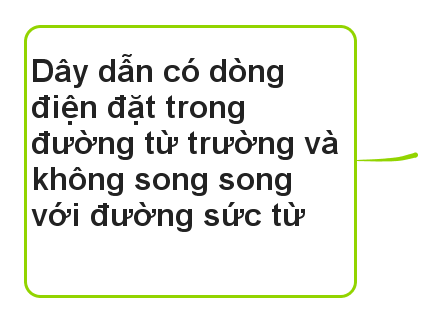 Dây dẫn có dòng
điện đặt trong
đường từ trường và
không song song
với đường sức từ